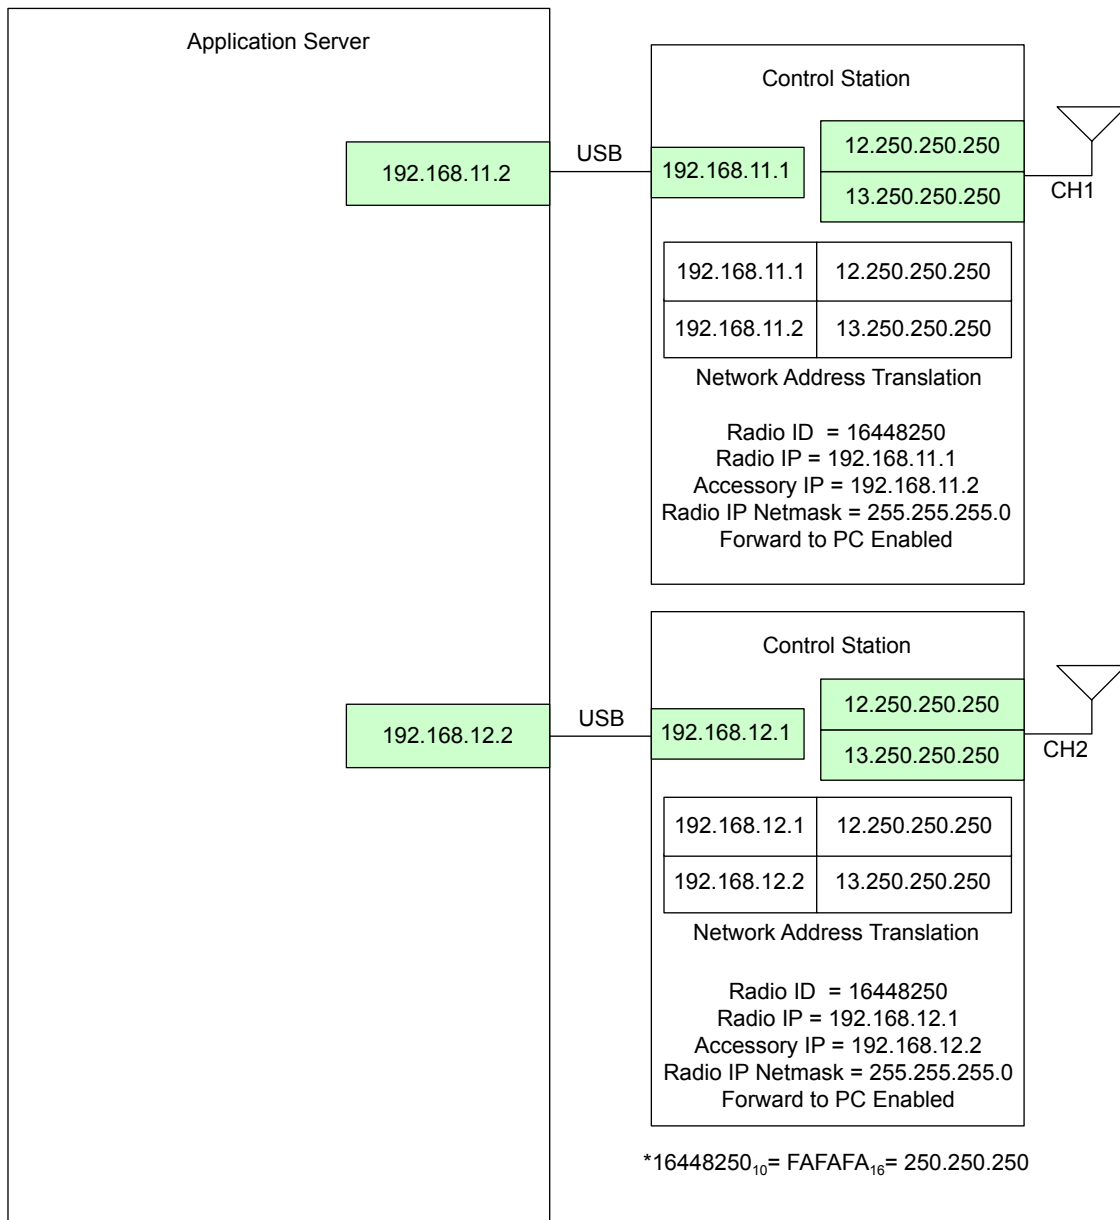 Application Server
192.168.11.2
USB
Control Station
192.168.11.1
12.250.250.250
13.250.250.250
CH1
192.168.11.1 12.250.250.250
192.168.11.2 13.250.250.250
Network Address Translation
Radio ID = 16448250
Radio IP = 192.168.11.1
Accessory IP = 192.168.11.2
Radio IP Netmask = 255.255.255.0
Forward to PC Enabled
192.168.12.2
USB
Control Station
192.168.12.1
12.250.250.250
13.250.250.250
CH2
192.168.12.1 12.250.250.250
192.168.12.2 13.250.250.250
Network Address Translation
Radio ID = 16448250
Radio IP = 192.168.12.1
Accessory IP = 192.168.12.2
Radio IP Netmask = 255.255.255.0
Forward to PC Enabled
*16448250₁₀= FAFAFA₁₆= 250.250.250